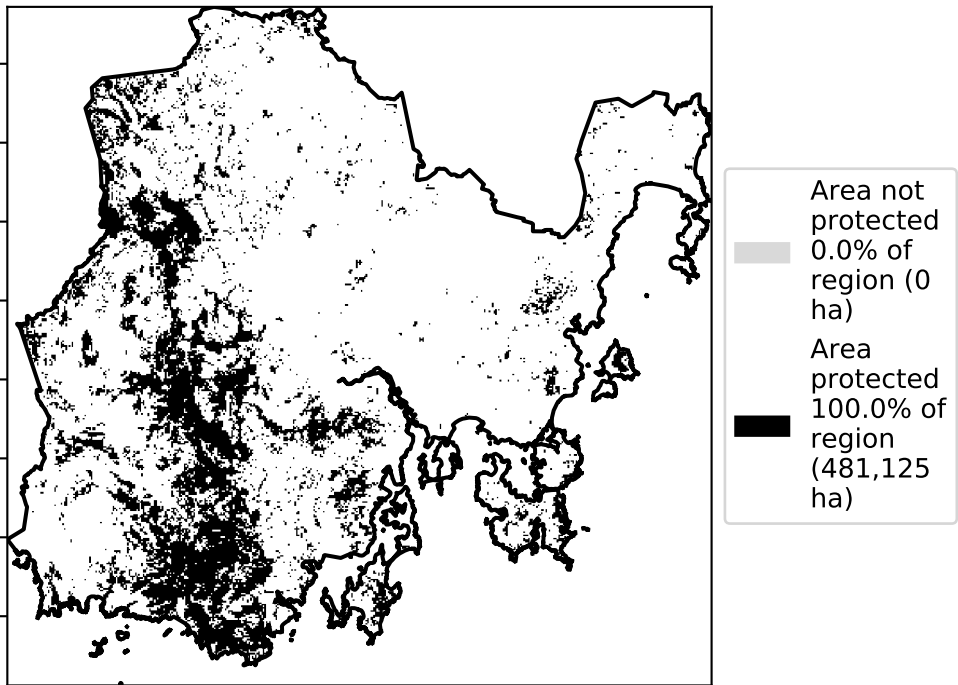 Area not
protected
0.0% of
region (0
ha)
Area
protected
100.0% of
region
(481,125
ha)